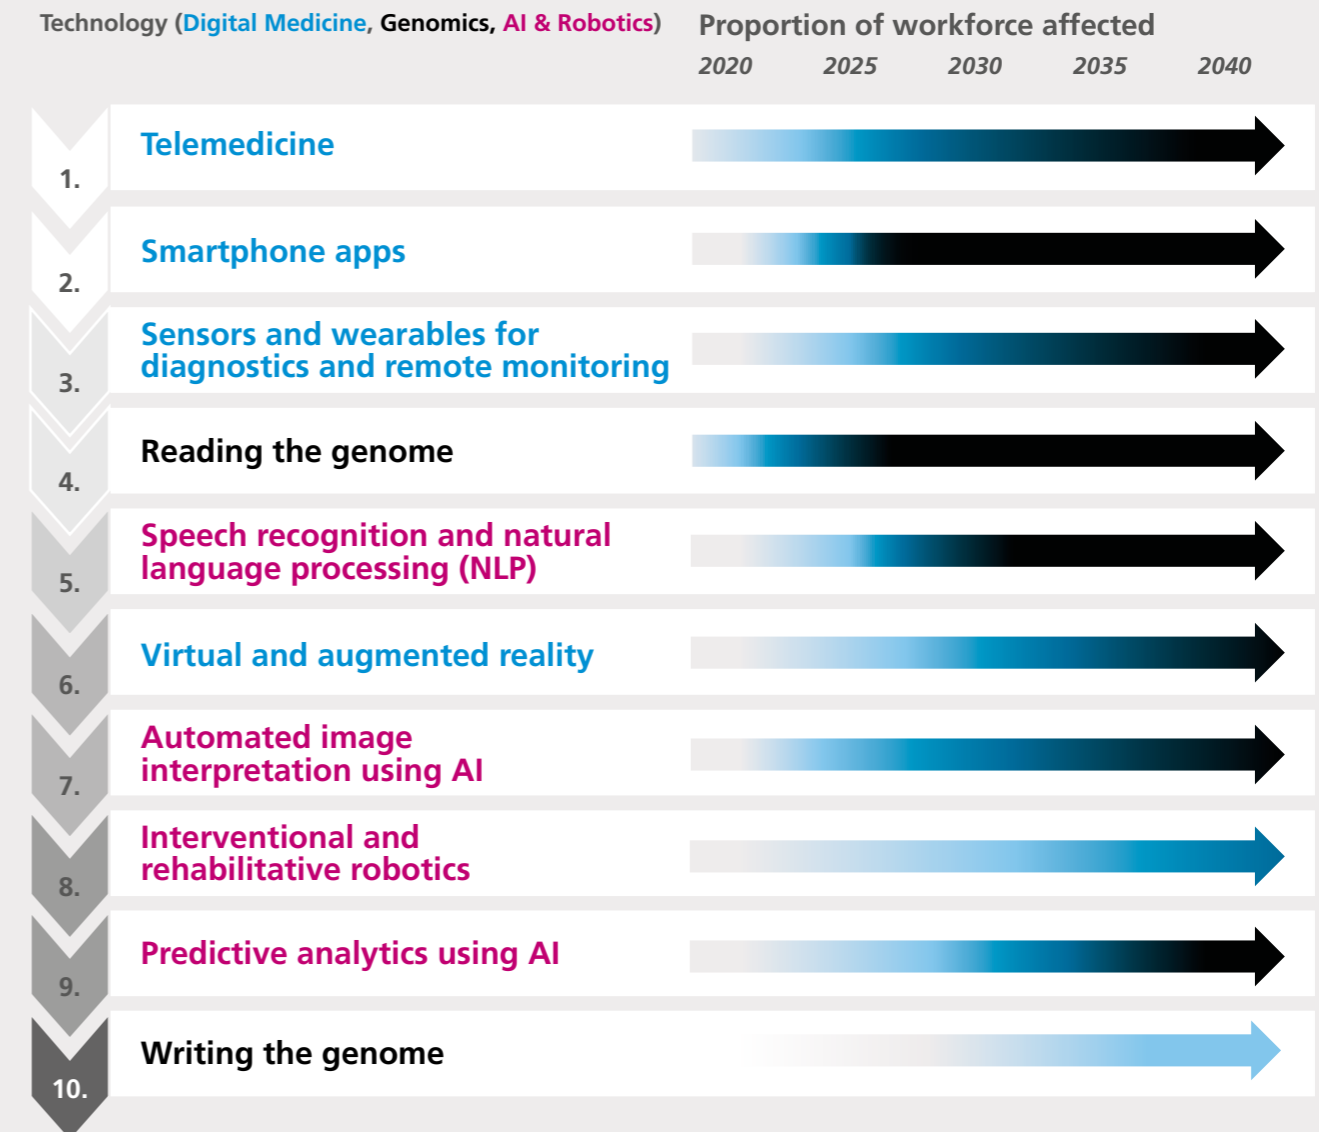 Technology (Digital Medicine, Genomics, AI & Robotics)
Proportion of workforce affected
2020 2025 2030 2035 2040
1.
Telemedicine
2.
Smartphone apps
3.
Sensors and wearables for
diagnostics and remote monitoring
4.
Reading the genome
5.
Speech recognition and natural
language processing (NLP)
6.
Virtual and augmented reality
7.
Automated image
interpretation using AI
8.
Interventional and
rehabilitative robotics
9.
Predictive analytics using AI
10.
Writing the genome